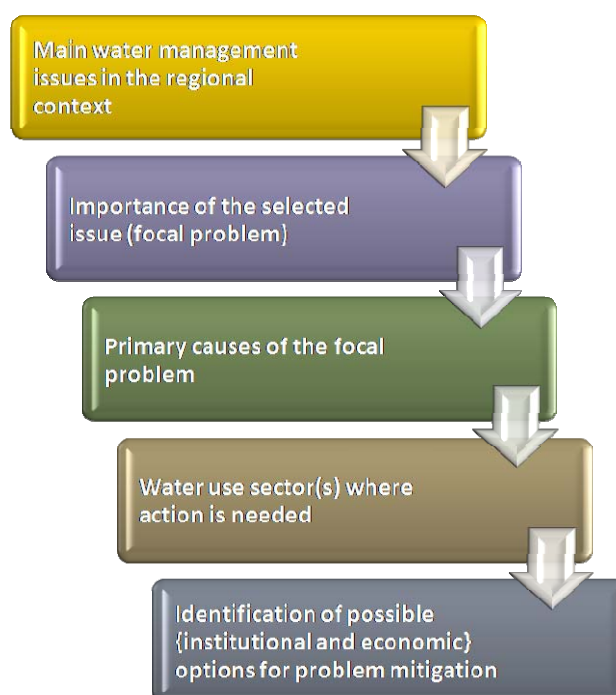 Main water management
issues in the regional
context
Importance of the selected
issue (focal problem)
Primary causes of the focal
problem
Water use sector(s) where
action is needed
Identification of possible
(institutional and economic)
options for problem mitigation